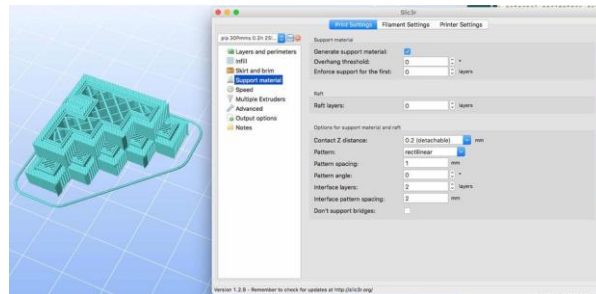 Slic3r
Print Settings Filament Settings Printer Settings
Layers and perimeters
Infill
Skirt and brim
Support material
Speed
Multiple Extruders
Advanced
Output options
Notes
Support material
Generate support material:
Overhang threshold: 0 °
Enforce support for the first: 0 layers
Raft
Raft layers: 0 layers
Options for support material and raft
Contact Z distance: 0.2 (detachable) mm
Pattern: rectilinear
Pattern spacing: 1 mm
Pattern angle: 0 °
Interface layers: 2 layers
Interface pattern spacing: 2 mm
Don't support bridges:
Version 1.2.9 - Remember to check for updates at http://slic3r.org/